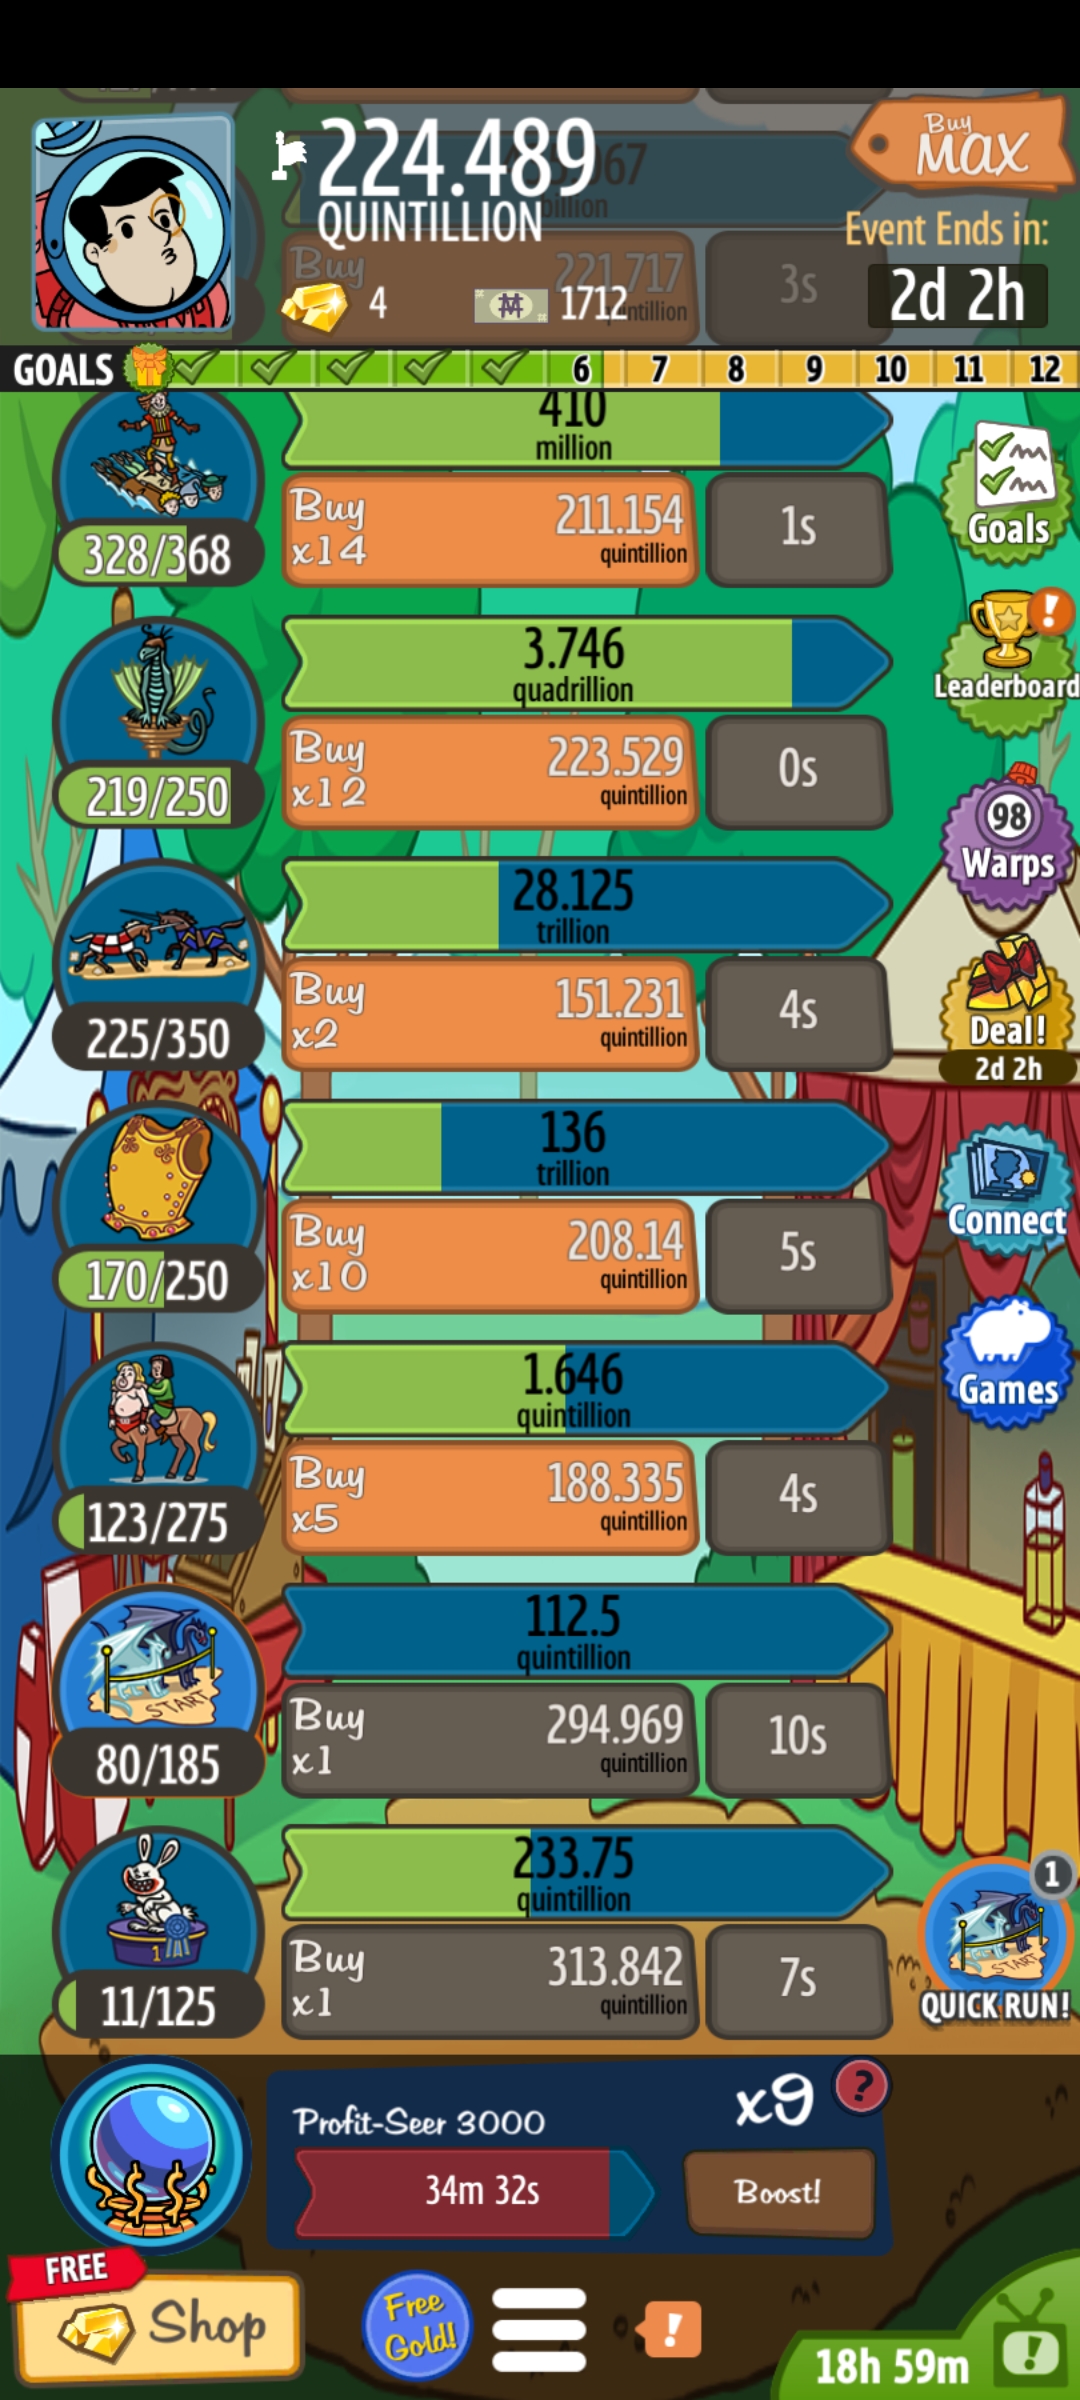 224.489
QUINTILLION
4
1712
Buy
MAX
Event Ends in:
2d 2h
Buy
221.717
3s
GOALS 6 7 8 9 10 11 12
410
million
328/368
Buy
x14
211.154
quintillion
1s
Goals
3.746
quadrillion
219/250
Buy
x12
223.529
quintillion
0s
Leaderboard
!
98
Warps
28.125
trillion
225/350
Buy
x2
151.231
quintillion
4s
Deal!
2d 2h
136
trillion
170/250
Buy
x10
208.14
quintillion
5s
Connect
1.646
quintillion
123/275
Buy
x5
188.335
quintillion
4s
Games
START
112.5
quintillion
80/185
Buy
x1
294.969
quintillion
10s
1
233.75
quintillion
11/125
Buy
x1
313.842
quintillion
7s
1
START
QUICK RUN!
Profit-Seer 3000
x9
?
34m 32s
Boost!
FREE
Shop
Free
Gold!
!
18h 59m
!